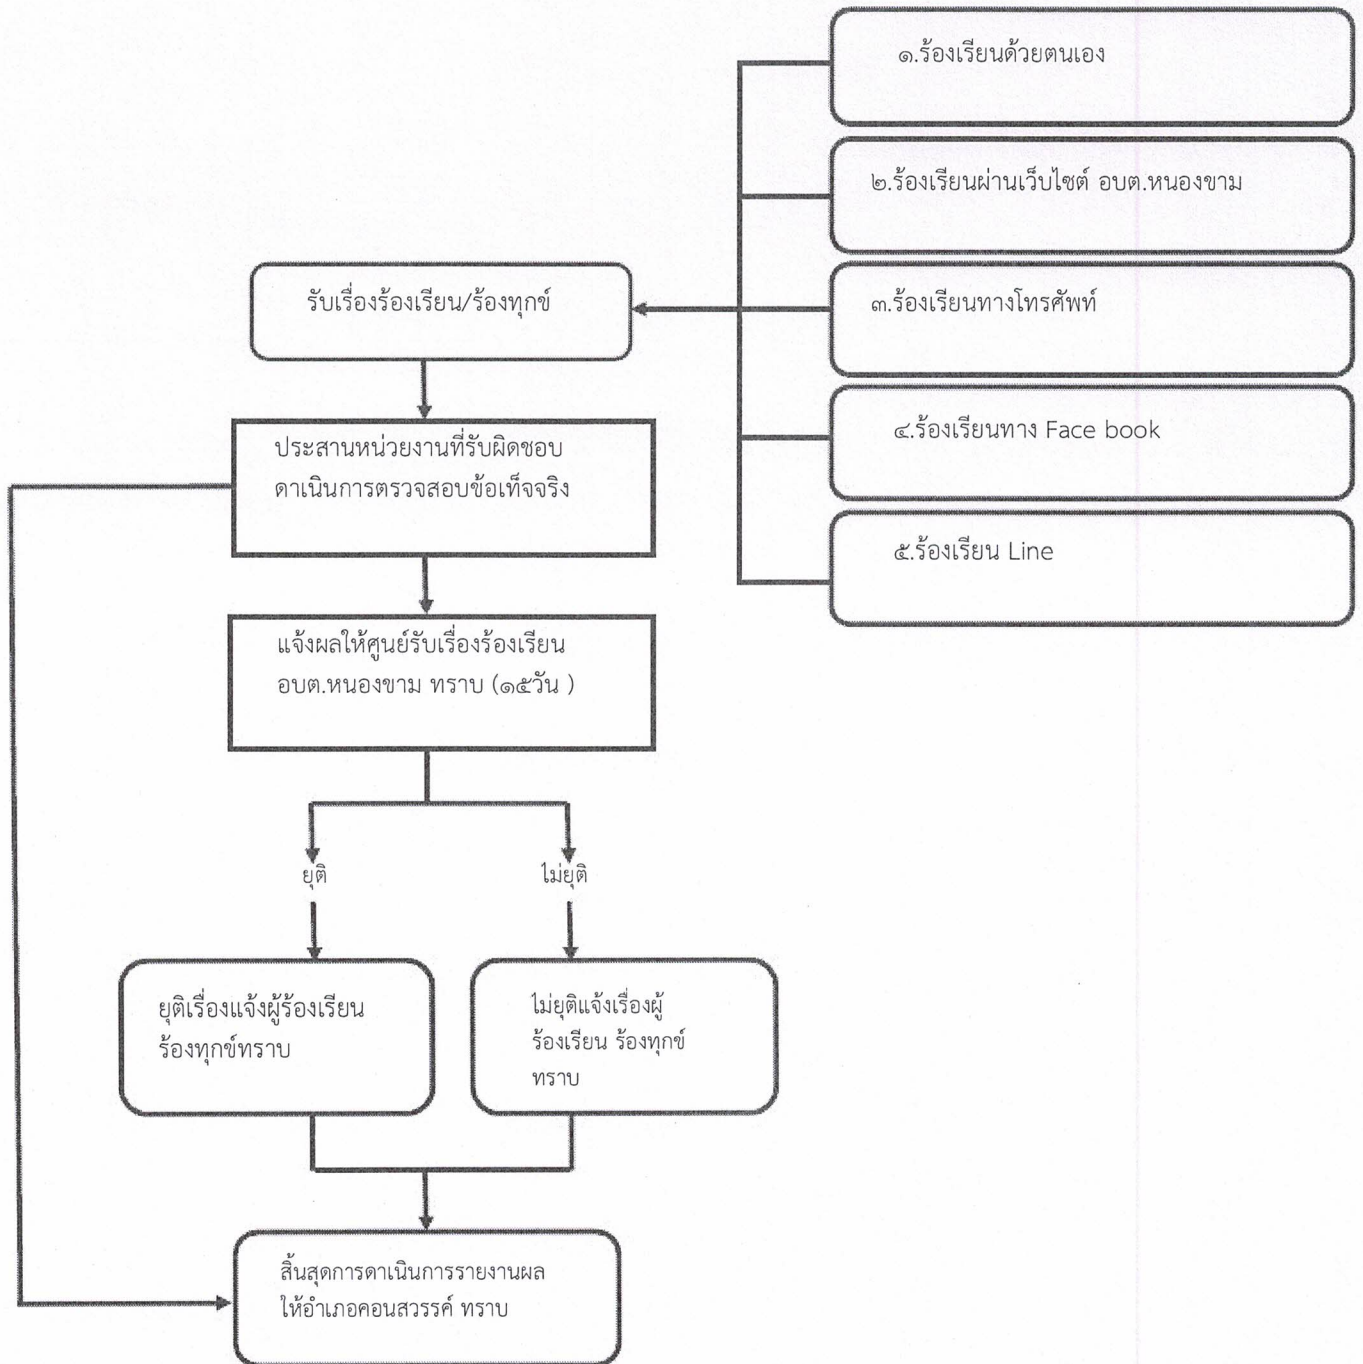 ๑.ร้องเรียนด้วยตนเอง
๒.ร้องเรียนผ่านเว็บไซต์ อบต.หนองขาม
รับเรื่องร้องเรียน/ร้องทุกข์
๓.ร้องเรียนทางโทรศัพท์
๔.ร้องเรียนทาง Face book
ประสานหน่วยงานที่รับผิดชอบ
ดาเนินการตรวจสอบข้อเท็จจริง
๕.ร้องเรียน Line
แจ้งผลให้ศูนย์รับเรื่องร้องเรียน
อบต.หนองขาม ทราบ (๑๕วัน )
ยุติ
ไม่ยุติ
ยุติเรื่องแจ้งผู้ร้องเรียน
ร้องทุกข์ทราบ
ไม่ยุติแจ้งเรื่องผู้
ร้องเรียน ร้องทุกข์
ทราบ
สิ้นสุดการดาเนินการรายงานผล
ให้อำเภอคอนสวรรค์ ทราบ